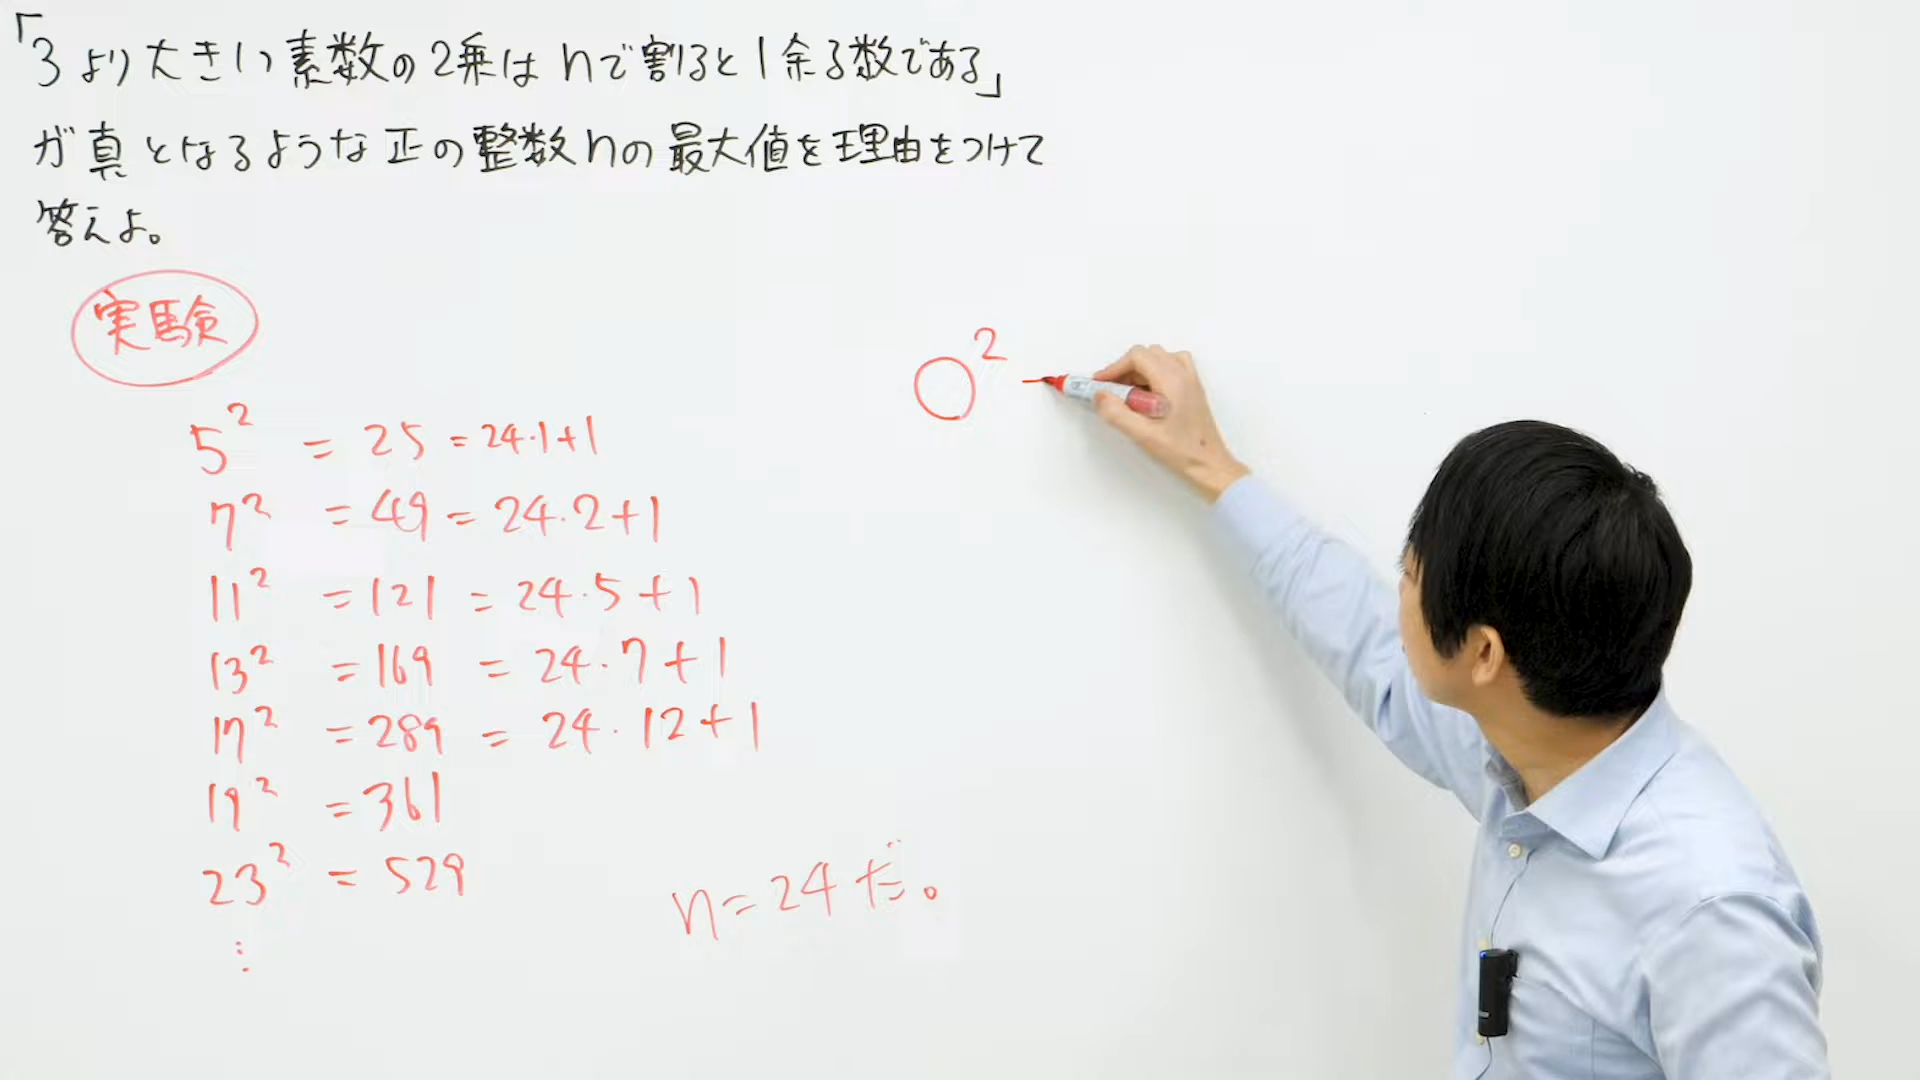 「3より大きい素数の2乗はnで割ると1余る数である」
が真となるような正の整数nの最大値を理由をつけて
答えよ。
実験
5² = 25 = 24·1+1
7² = 49 = 24·2+1
11² = 121 = 24·5+1
13² = 169 = 24·7+1
17² = 289 = 24·12+1
19² = 361
23² = 529
⋮
n=24だ。
○² −